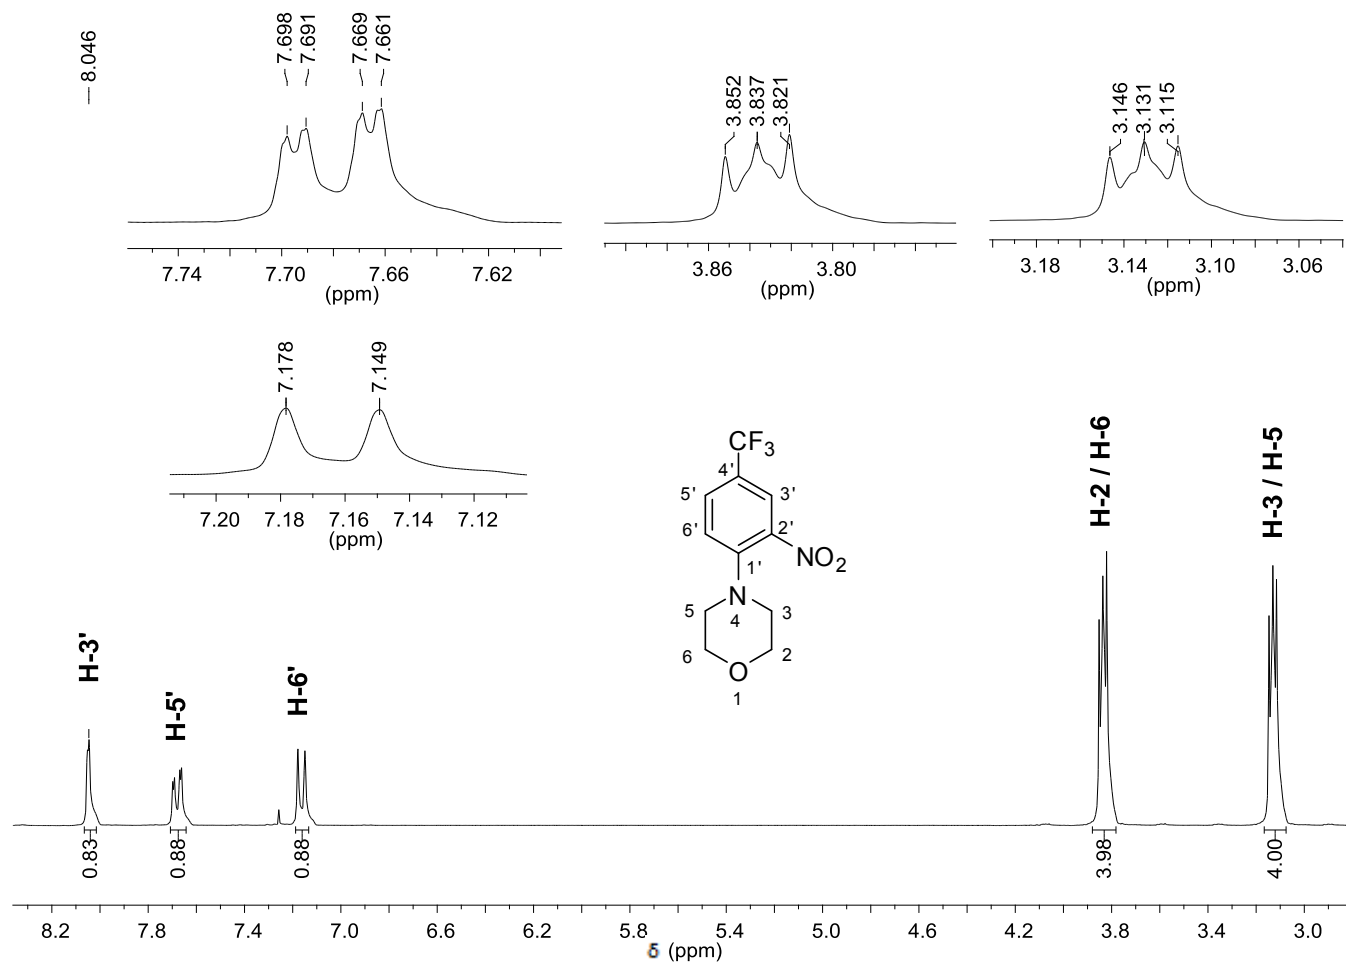 8.046
7.698
7.691
7.669
7.661
7.74 7.70 7.66 7.62
(ppm)
3.852
3.837
3.821
3.86 3.80
(ppm)
3.146
3.131
3.115
3.18 3.14 3.10 3.06
(ppm)
7.178
7.149
7.20 7.18 7.16 7.14 7.12
(ppm)
CF3
4'
5' 3'
6' 2'
NO2
1'
N
5 4 3
6 2
O
1
H-3'
H-5'
H-6'
H-2 / H-6
H-3 / H-5
0.83
0.88
0.88
3.98
4.00
8.2 7.8 7.4 7.0 6.6 6.2 5.8 5.4 5.0 4.6 4.2 3.8 3.4 3.0
δ (ppm)